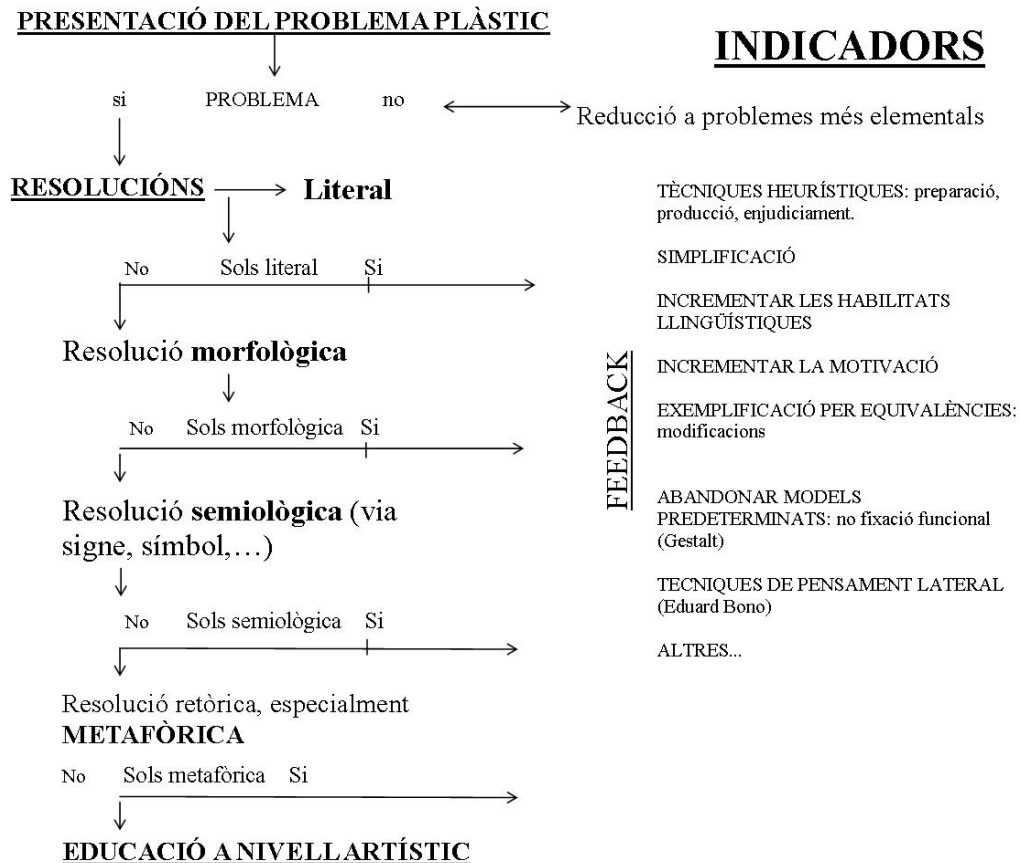 PRESENTACIÓ DEL PROBLEMA PLÀSTIC
INDICADORS
si PROBLEMA no
Reducció a problemes més elementals
RESOLUCIÓNS
Literal
No Sols literal Si
Resolució morfològica
No Sols morfològica Si
Resolució semiològica (via
signe, símbol,…)
No Sols semiològica Si
Resolució retòrica, especialment
METAFÒRICA
No Sols metafòrica Si
EDUCACIÓ A NIVELL ARTÍSTIC
FEEDBACK
TÈCNIQUES HEURÍSTIQUES: preparació,
producció, enjudiciament.
SIMPLIFICACIÓ
INCREMENTAR LES HABILITATS
LLINGÜÍSTIQUES
INCREMENTAR LA MOTIVACIÓ
EXEMPLIFICACIÓ PER EQUIVALÈNCIES:
modificacions
ABANDONAR MODELS
PREDETERMINATS: no fixació funcional
(Gestalt)
TECNIQUES DE PENSAMENT LATERAL
(Eduard Bono)
ALTRES...